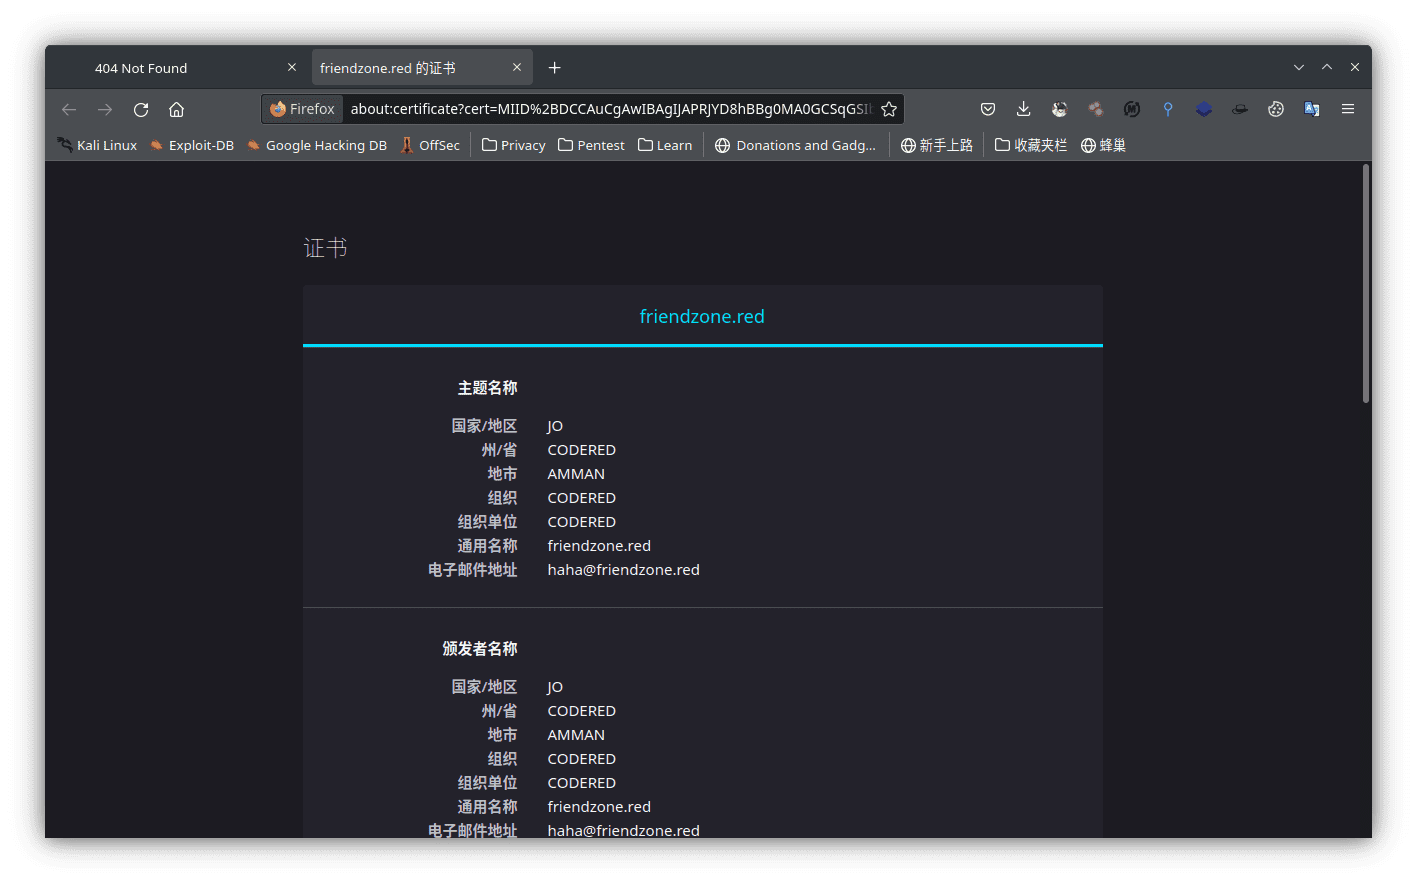 404 Not Found
friendzone.red 的证书
Firefox about:certificate?cert=MIID%2BDCCAuCgAwIBAgIJAPRJYD8hBBg0MA0GCSqGSIb
Kali Linux Exploit-DB Google Hacking DB OffSec Privacy Pentest Learn Donations and Gadg... 新手上路 收藏夹栏 蜂巢
证书
friendzone.red
主题名称
国家/地区 JO
州/省 CODERED
地市 AMMAN
组织 CODERED
组织单位 CODERED
通用名称 friendzone.red
电子邮件地址 haha@friendzone.red
颁发者名称
国家/地区 JO
州/省 CODERED
地市 AMMAN
组织 CODERED
组织单位 CODERED
通用名称 friendzone.red
电子邮件地址 haha@friendzone.red